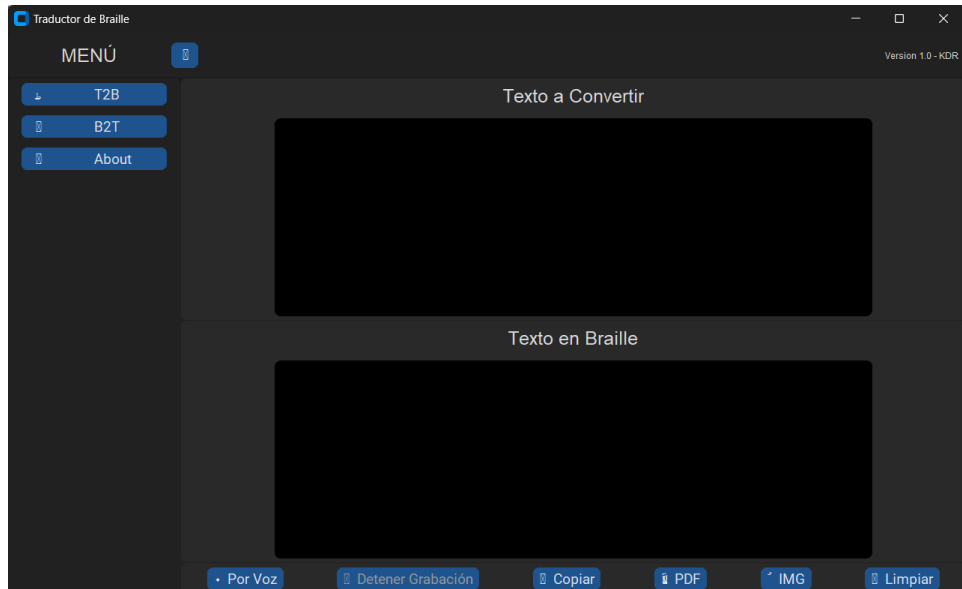 Traductor de Braille
MENÚ
Version 1.0 - KDR
T2B
B2T
About
Texto a Convertir
Texto en Braille
Por Voz
Detener Grabación
Copiar
PDF
IMG
Limpiar